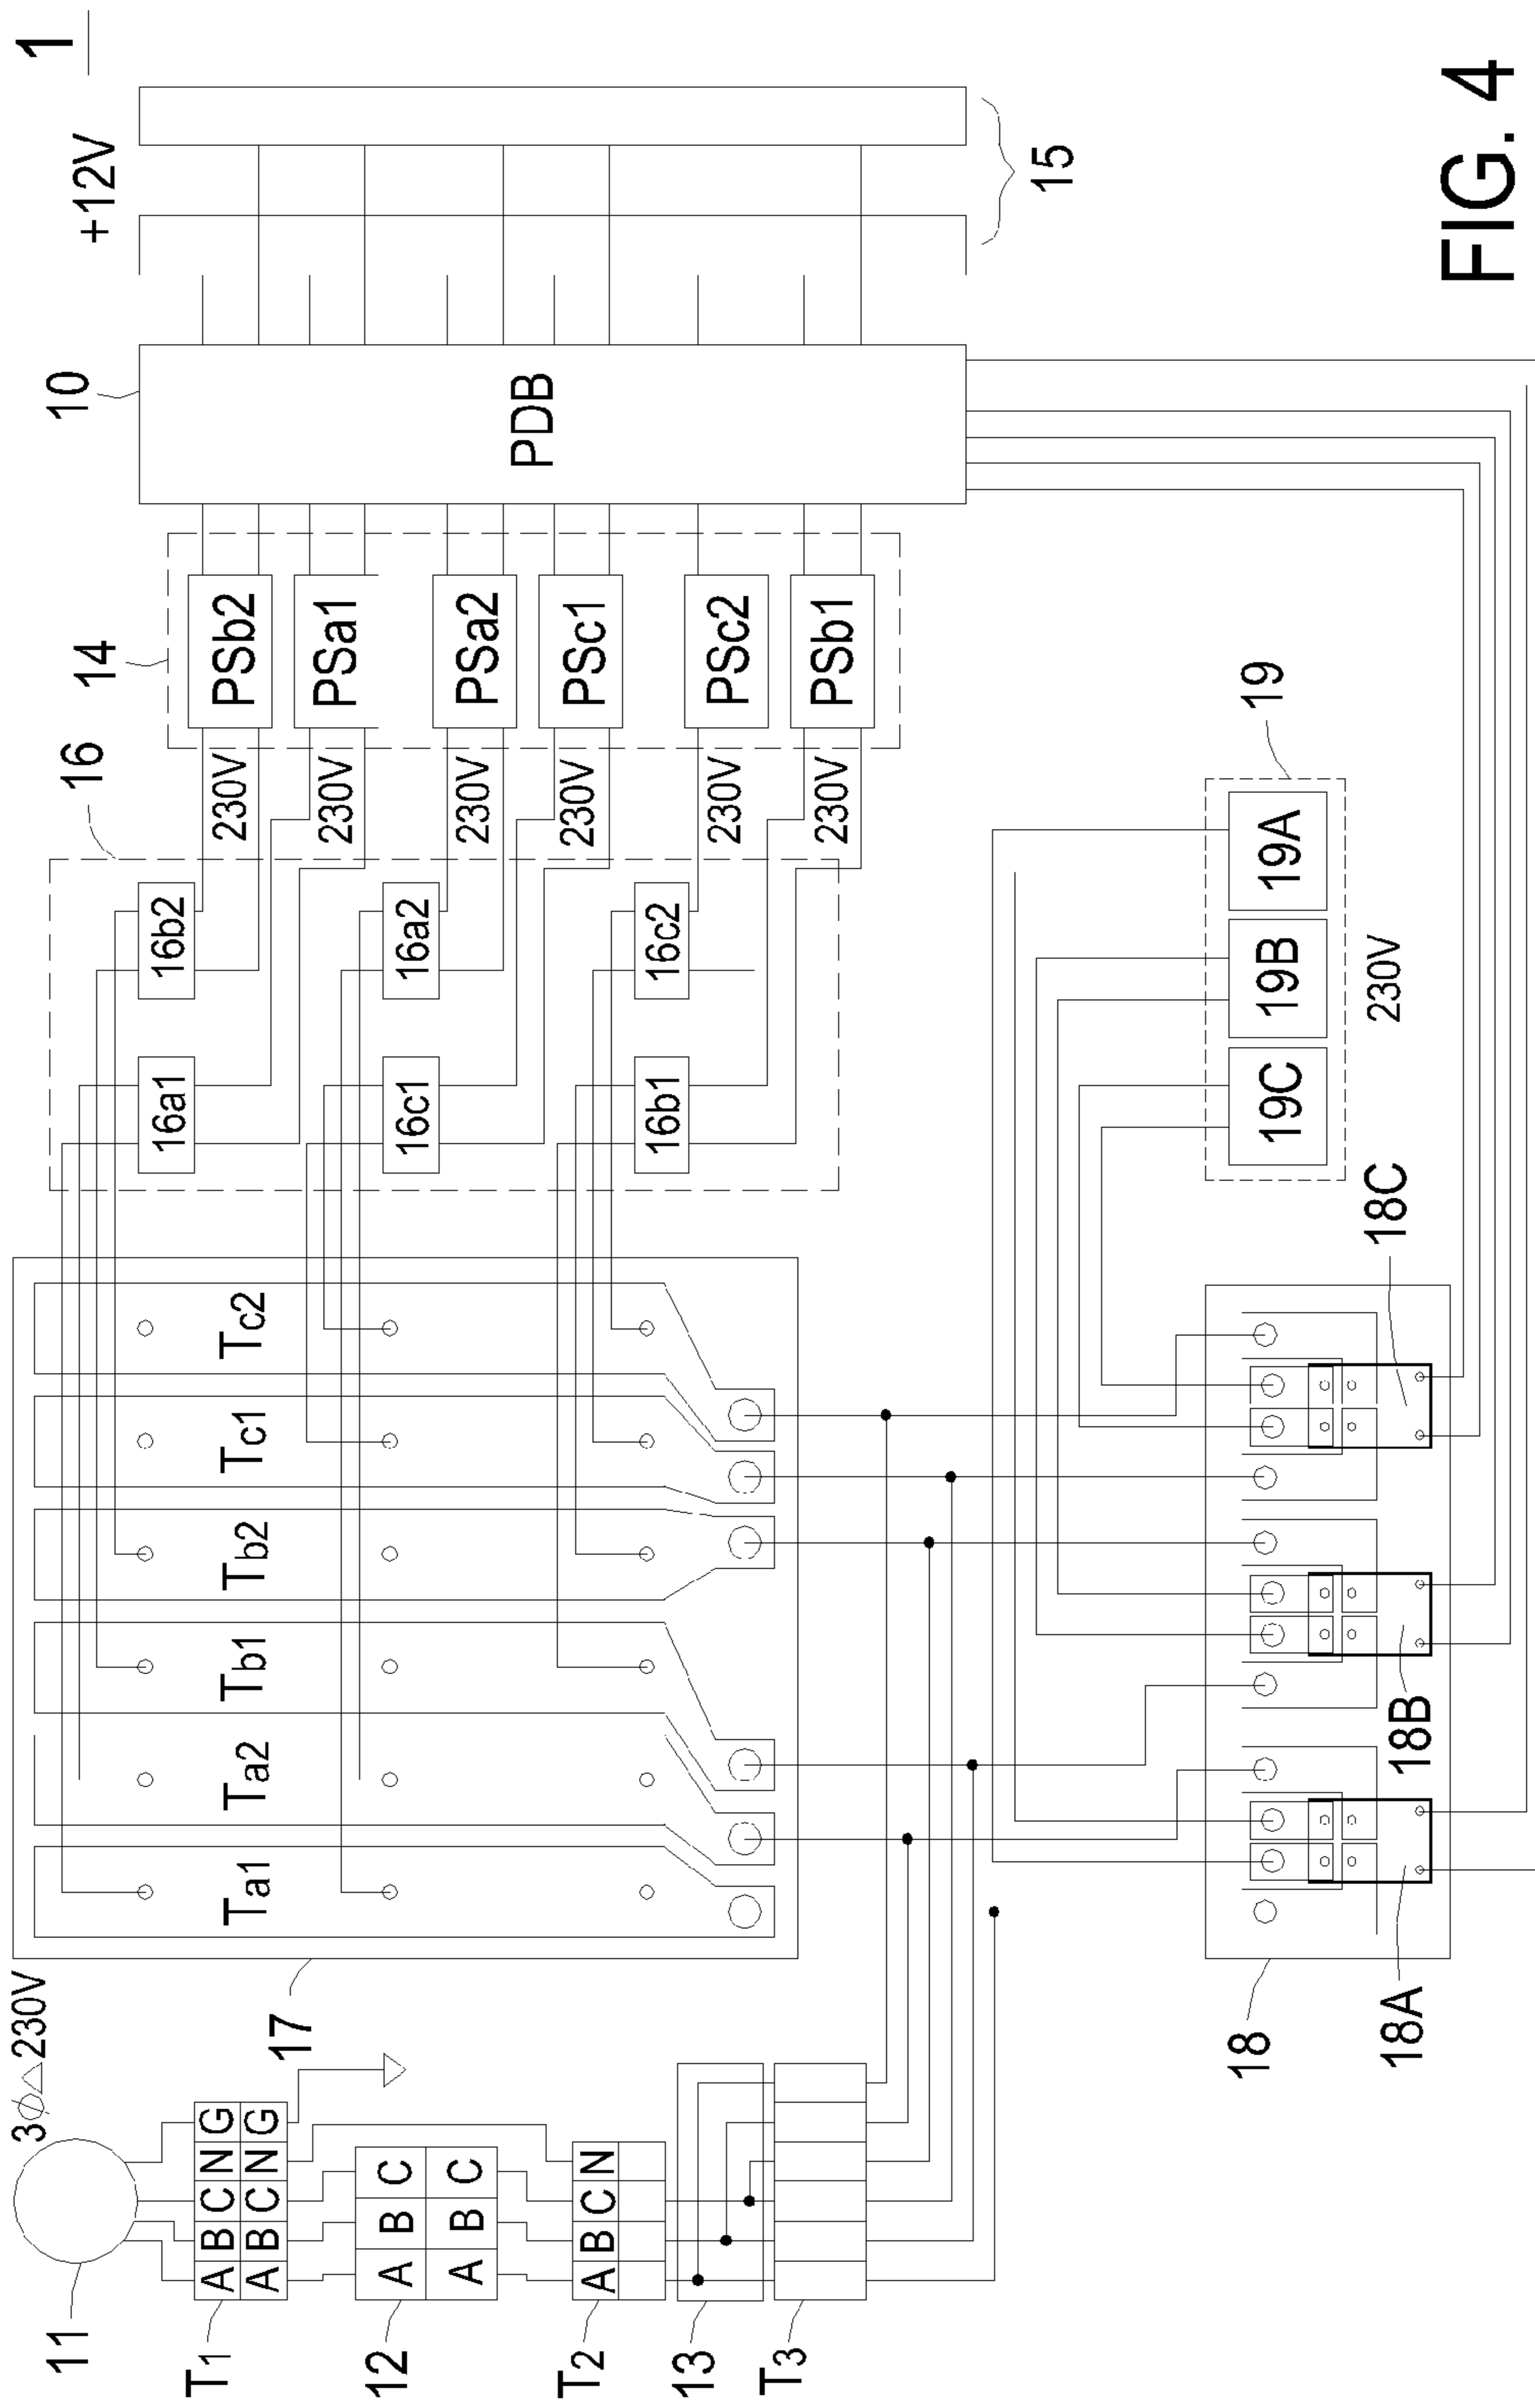 1
+12V
15
10
PDB
14
PSb2
PSa1
PSa2
PSc1
PSc2
PSb1
16
230V
230V
230V
230V
230V
230V
16b2
16a2
16c2
16a1
16c1
16b1
17
Ta1
Ta2
Tb1
Tb2
Tc1
Tc2
3∅△230V
11
A B C N G
A B C N G
T1
A B C
A B C
12
A B C N
T2
13
T3
19
19A
19B
19C
230V
18
18A
18B
18C
FIG. 4